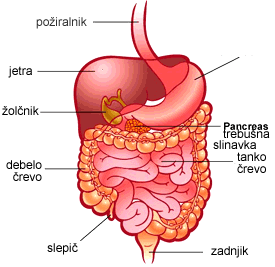 požiralnik
jetra
žolčnik
Pancreas
trebušna
slinavka
tanko
črevo
debelo
črevo
slepič
zadnjik